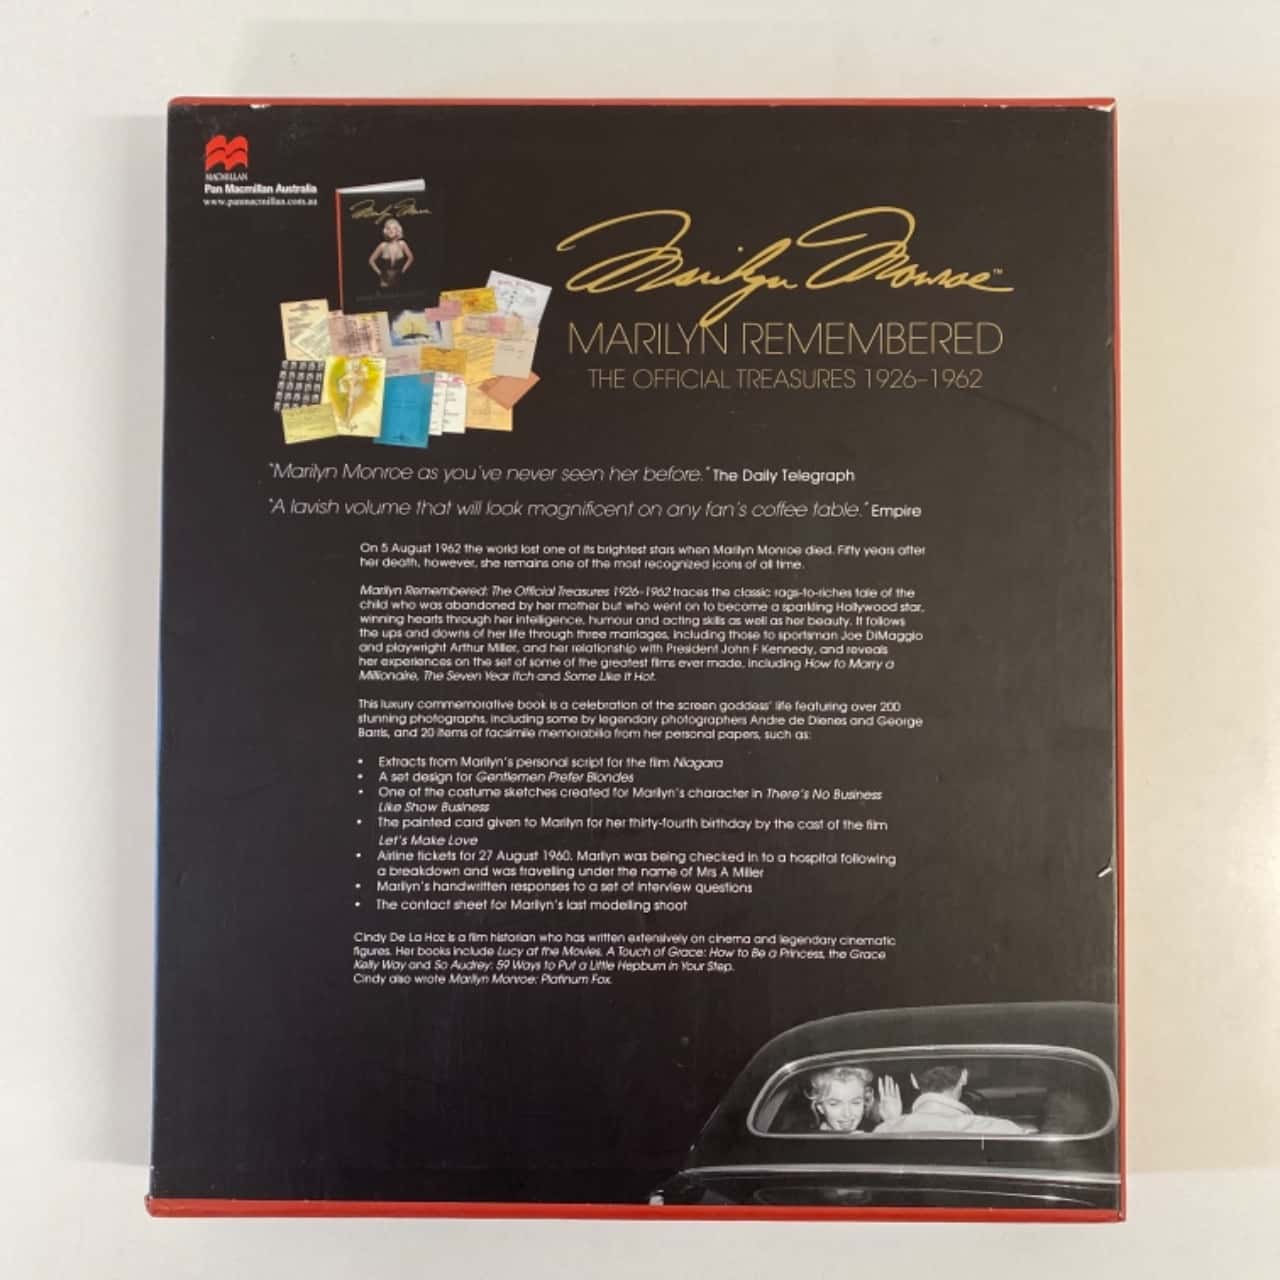 MACMILLAN
Pan Macmillan Australia
www.panmacmillan.com.au
Marilyn Monroe
Marilyn Monroe™
MARILYN REMEMBERED
THE OFFICIAL TREASURES 1926–1962
"Marilyn Monroe as you've never seen her before." The Daily Telegraph
"A lavish volume that will look magnificent on any fan's coffee table." Empire
On 5 August 1962 the world lost one of its brightest stars when Marilyn Monroe died. Fifty years after
her death, however, she remains one of the most recognized icons of all time.
Marilyn Remembered: The Official Treasures 1926–1962 traces the classic rags-to-riches tale of the
child who was abandoned by her mother but who went on to become a sparkling Hollywood star,
winning hearts through her intelligence, humour and acting skills as well as her beauty. It follows
the ups and downs of her life through three marriages, including those to sportsman Joe DiMaggio
and playwright Arthur Miller, and her relationship with President John F Kennedy, and reveals
her experiences on the set of some of the greatest films ever made, including How to Marry a
Millionaire, The Seven Year Itch and Some Like It Hot.
This luxury commemorative book is a celebration of the screen goddess' life featuring over 200
stunning photographs, including some by legendary photographers Andre de Dienes and George
Barris, and 20 items of facsimile memorabilia from her personal papers, such as:
• Extracts from Marilyn's personal script for the film Niagara
• A set design for Gentlemen Prefer Blondes
• One of the costume sketches created for Marilyn's character in There's No Business
Like Show Business
• The painted card given to Marilyn for her thirty-fourth birthday by the cast of the film
Let's Make Love
• Airline tickets for 27 August 1960. Marilyn was being checked in to a hospital following
a breakdown and was travelling under the name of Mrs A Miller
• Marilyn's handwritten responses to a set of interview questions
• The contact sheet for Marilyn's last modelling shoot
Cindy De La Hoz is a film historian who has written extensively on cinema and legendary cinematic
figures. Her books include Lucy at the Movies, A Touch of Grace: How to Be a Princess, the Grace
Kelly Way and So Audrey: 59 Ways to Put a Little Hepburn in Your Step.
Cindy also wrote Marilyn Monroe: Platinum Fox.